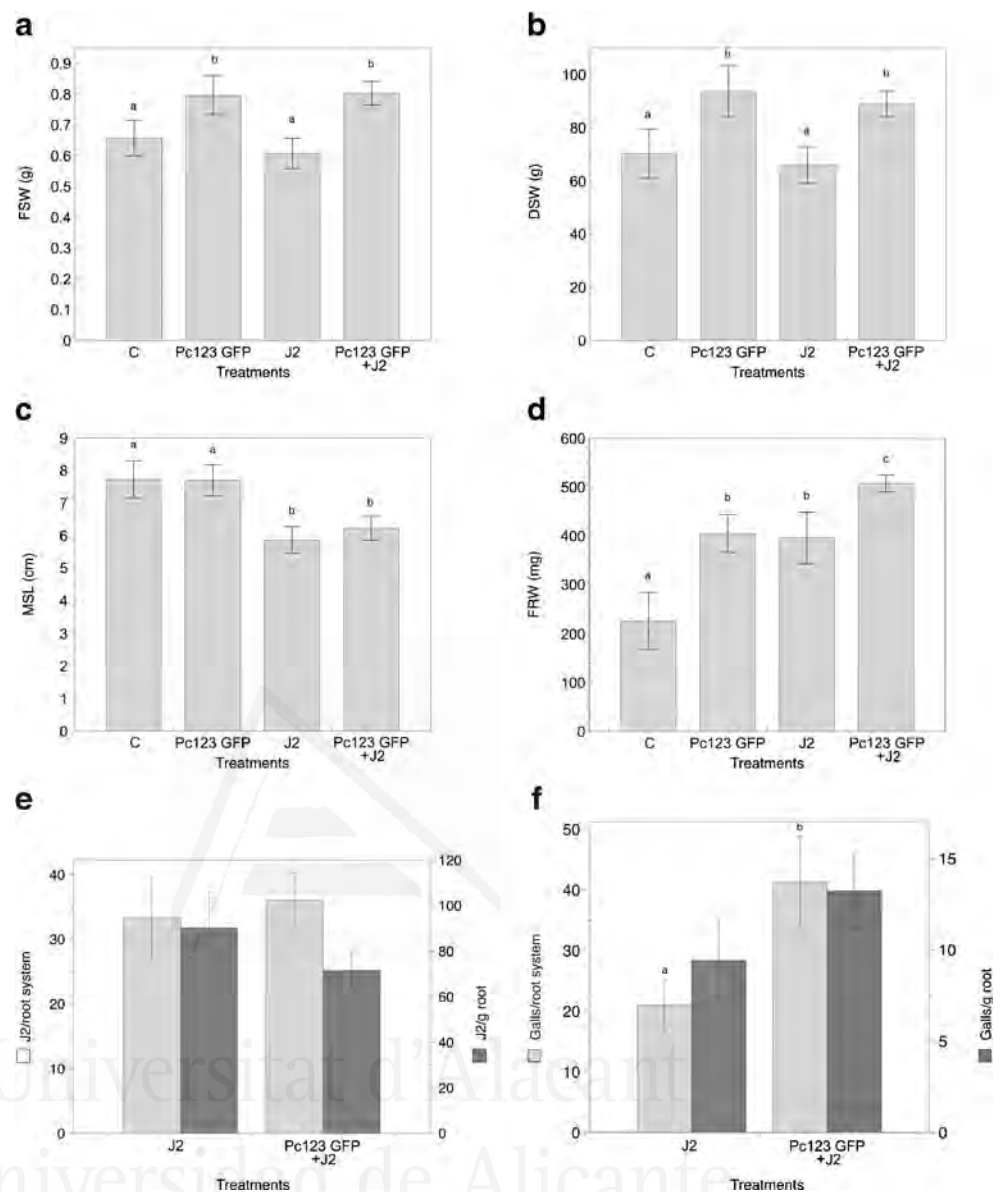 a
FSW (g)
0.9
0.8
0.7
0.6
0.5
0.4
0.3
0.2
0.1
0
a
b
a
b
C
Pc123 GFP
J2
Pc123 GFP
+J2
Treatments
b
DSW (g)
100
80
60
40
20
0
a
b
a
b
C
Pc123 GFP
J2
Pc123 GFP
+J2
Treatments
c
MSL (cm)
9
8
7
6
5
4
3
2
1
0
a
a
b
b
C
Pc123 GFP
J2
Pc123 GFP
+J2
Treatments
d
FRW (mg)
600
500
400
300
200
100
0
a
b
b
c
C
Pc123 GFP
J2
Pc123 GFP
+J2
Treatments
e
J2/root system
40
30
20
10
0
120
100
80
60
40
20
0
J2/g root
J2
Pc123 GFP
+J2
Treatments
f
Galls/root system
50
40
30
20
10
0
a
b
15
10
5
0
Galls/g root
J2
Pc123 GFP
+J2
Treatments
Universitat d'Alacant
Universidad de Alicante